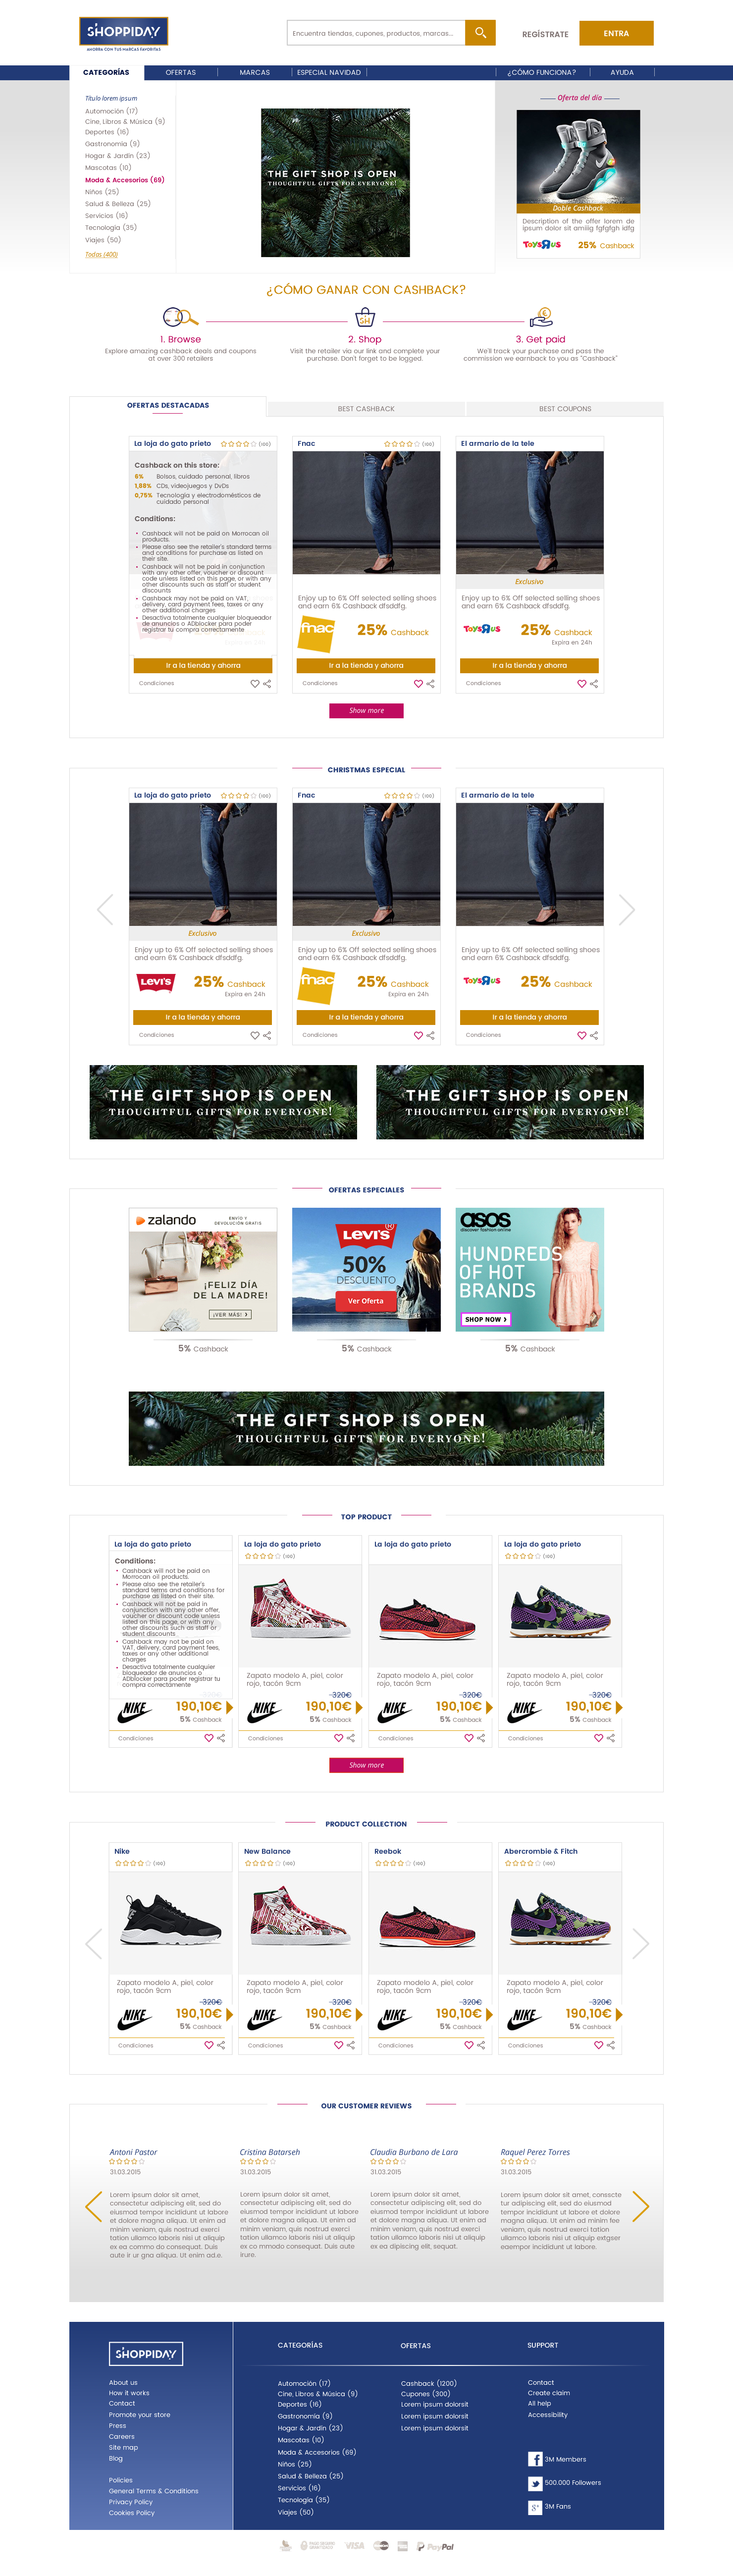 SHOPPIDAY
AHORRA CON TUS MARCAS FAVORITAS
Encuentra tiendas, cupones, productos, marcas...
REGÍSTRATE
ENTRA
CATEGORÍAS
OFERTAS
MARCAS
ESPECIAL NAVIDAD
¿CÓMO FUNCIONA?
AYUDA
Título lorem ipsum
Automoción (17)
Cine, Libros & Música (9)
Deportes (16)
Gastronomía (9)
Hogar & Jardín (23)
Mascotas (10)
Moda & Accesorios (69)
Niños (25)
Salud & Belleza (25)
Servicios (16)
Tecnología (35)
Viajes (50)
Todas (400)
THE GIFT SHOP IS OPEN
THOUGHTFUL GIFTS FOR EVERYONE!
Oferta del día
Doble Cashback
Description of the offer lorem de
ipsum dolor sit amiiig fgfgfgh idfg
ToysRus
25% Cashback
¿CÓMO GANAR CON CASHBACK?
1. Browse
Explore amazing cashback deals and coupons
at over 300 retailers
2. Shop
Visit the retailer via our link and complete your
purchase. Don't forget to be logged.
3. Get paid
We'll track your purchase and pass the
commission we earnback to you as "Cashback"
OFERTAS DESTACADAS
BEST CASHBACK
BEST COUPONS
La loja do gato prieto (100)
Cashback on this store:
6% Bolsos, cuidado personal, libros
1,88% CDs, videojuegos y DvDs
0,75% Tecnología y electrodomésticos de
cuidado personal
Conditions:
• Cashback will not be paid on Morrocan oil
products.
• Please also see the retailer's standard terms
and conditions for purchase as listed on
their site.
• Cashback will not be paid in conjunction
with any other offer, voucher or discount
code unless listed on this page, or with any
other discounts such as staff or student
discounts
• Cashback may not be paid on VAT,
delivery, card payment fees, taxes or any
other additional charges
• Desactiva totalmente cualquier bloqueador
de anuncios o ADblocker para poder
registrar tu compra correctamente
Ir a la tienda y ahorra
Condiciones
Fnac (100)
Enjoy up to 6% Off selected selling shoes
and earn 6% Cashback dfsddfg.
fnac
25% Cashback
Ir a la tienda y ahorra
Condiciones
El armario de la tele
Exclusivo
Enjoy up to 6% Off selected selling shoes
and earn 6% Cashback dfsddfg.
ToysRus
25% Cashback
Expira en 24h
Ir a la tienda y ahorra
Condiciones
Show more
CHRISTMAS ESPECIAL
La loja do gato prieto (100)
Exclusivo
Enjoy up to 6% Off selected selling shoes
and earn 6% Cashback dfsddfg.
LEVI'S
25% Cashback
Expira en 24h
Ir a la tienda y ahorra
Condiciones
Fnac (100)
Exclusivo
Enjoy up to 6% Off selected selling shoes
and earn 6% Cashback dfsddfg.
fnac
25% Cashback
Expira en 24h
Ir a la tienda y ahorra
Condiciones
El armario de la tele
Enjoy up to 6% Off selected selling shoes
and earn 6% Cashback dfsddfg.
ToysRus
25% Cashback
Ir a la tienda y ahorra
Condiciones
THE GIFT SHOP IS OPEN
THOUGHTFUL GIFTS FOR EVERYONE!
THE GIFT SHOP IS OPEN
THOUGHTFUL GIFTS FOR EVERYONE!
OFERTAS ESPECIALES
zalando
ENVÍO Y
DEVOLUCIÓN GRATIS
¡FELIZ DÍA
DE LA MADRE!
¡VER MÁS! ›
5% Cashback
LEVI'S
50%
DESCUENTO
Ver Oferta
5% Cashback
asos
discover fashion online
HUNDREDS
OF HOT
BRANDS
SHOP NOW ›
5% Cashback
THE GIFT SHOP IS OPEN
THOUGHTFUL GIFTS FOR EVERYONE!
TOP PRODUCT
La loja do gato prieto
Conditions:
• Cashback will not be paid on
Morrocan oil products.
• Please also see the retailer's
standard terms and conditions for
purchase as listed on their site.
• Cashback will not be paid in
conjunction with any other offer,
voucher or discount code unless
listed on this page, or with any
other discounts such as staff or
student discounts
• Cashback may not be paid on
VAT, delivery, card payment fees,
taxes or any other additional
charges
• Desactiva totalmente cualquier
bloqueador de anuncios o
ADblocker para poder registrar tu
compra correctamente
NIKE
190,10€
5% Cashback
Condiciones
La loja do gato prieto
(100)
Zapato modelo A, piel, color
rojo, tacón 9cm
320€
NIKE
190,10€
5% Cashback
Condiciones
La loja do gato prieto
Zapato modelo A, piel, color
rojo, tacón 9cm
320€
NIKE
190,10€
5% Cashback
Condiciones
La loja do gato prieto
(100)
Zapato modelo A, piel, color
rojo, tacón 9cm
320€
NIKE
190,10€
5% Cashback
Condiciones
Show more
PRODUCT COLLECTION
Nike
(100)
Zapato modelo A, piel, color
rojo, tacón 9cm
320€
NIKE
190,10€
5% Cashback
Condiciones
New Balance
(100)
Zapato modelo A, piel, color
rojo, tacón 9cm
320€
NIKE
190,10€
5% Cashback
Condiciones
Reebok
(100)
Zapato modelo A, piel, color
rojo, tacón 9cm
320€
NIKE
190,10€
5% Cashback
Condiciones
Abercrombie & Fitch
(100)
Zapato modelo A, piel, color
rojo, tacón 9cm
320€
NIKE
190,10€
5% Cashback
Condiciones
OUR CUSTOMER REVIEWS
Antoni Pastor
31.03.2015
Lorem ipsum dolor sit amet,
consectetur adipiscing elit, sed do
eiusmod tempor incididunt ut labore
et dolore magna aliqua. Ut enim ad
minim veniam, quis nostrud exerci
tation ullamco laboris nisi ut aliquip
ex ea commo do consequat. Duis
aute ir ur gna aliqua. Ut enim ad.e.
Cristina Batarseh
31.03.2015
Lorem ipsum dolor sit amet,
consectetur adipiscing elit, sed do
eiusmod tempor incididunt ut labore
et dolore magna aliqua. Ut enim ad
minim veniam, quis nostrud exerci
tation ullamco laboris nisi ut aliquip
ex co mmodo consequat. Duis aute
irure.
Claudia Burbano de Lara
31.03.2015
Lorem ipsum dolor sit amet,
consectetur adipiscing elit, sed do
eiusmod tempor incididunt ut labore
et dolore magna aliqua. Ut enim ad
minim veniam, quis nostrud exerci
tation ullamco laboris nisi ut aliquip
ex ea dipiscing elit, sequat.
Raquel Perez Torres
31.03.2015
Lorem ipsum dolor sit amet, conscte
tur adipiscing elit, sed do eiusmod
tempor incididunt ut labore et dolore
magna aliqua. Ut enim ad minim fee
veniam, quis nostrud exerci tation
ullamco laboris nisi ut aliquip exdgser
eaempor incididunt ut labore.
SHOPPIDAY
About us
How it works
Contact
Promote your store
Press
Careers
Site map
Blog
Policies
General Terms & Conditions
Privacy Policy
Cookies Policy
CATEGORÍAS
Automoción (17)
Cine, Libros & Música (9)
Deportes (16)
Gastronomía (9)
Hogar & Jardín (23)
Mascotas (10)
Moda & Accesorios (69)
Niños (25)
Salud & Belleza (25)
Servicios (16)
Tecnología (35)
Viajes (50)
OFERTAS
Cashback (1200)
Cupones (300)
Lorem ipsum dolorsit
Lorem ipsum dolorsit
Lorem ipsum dolorsit
SUPPORT
Contact
Create claim
All help
Accessibility
3M Members
500.000 Followers
3M Fans
VISA
PayPal